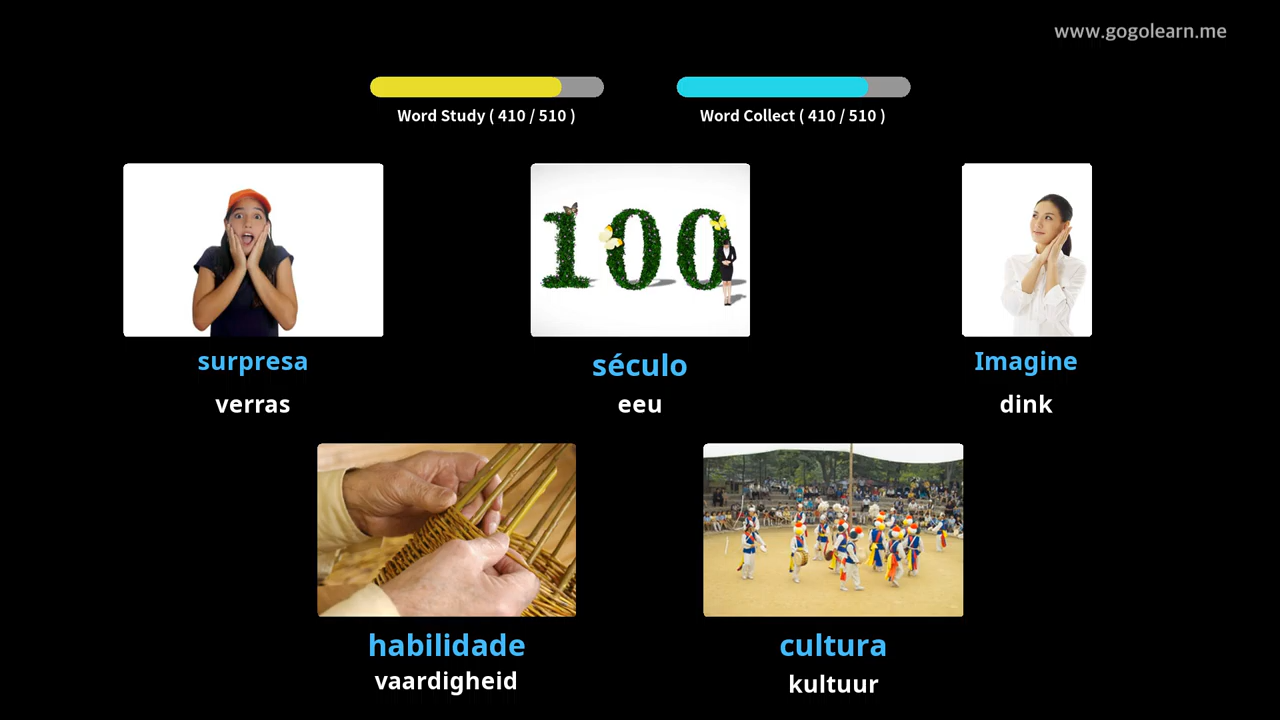 www.gogolearn.me
Word Study ( 410 / 510 )
Word Collect ( 410 / 510 )
100
surpresa
século
Imagine
verras
eeu
dink
habilidade
cultura
vaardigheid
kultuur